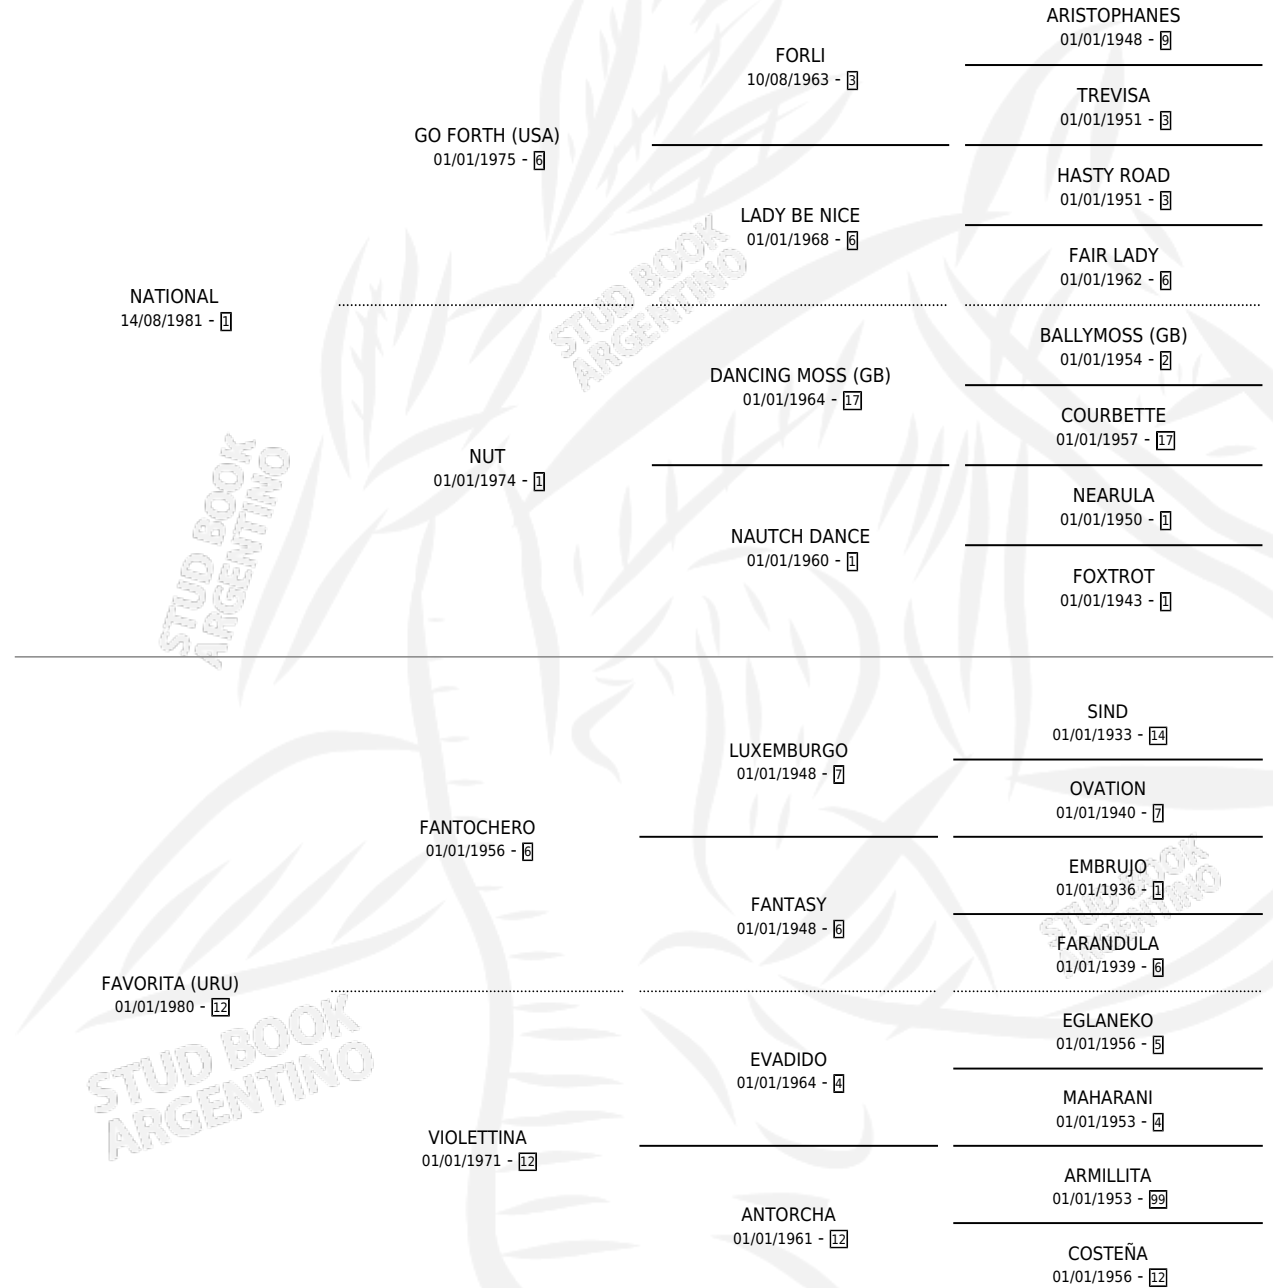 ARISTOPHANES
01/01/1948 - 9
FORLI
10/08/1963 - 3
TREVISA
01/01/1951 - 3
GO FORTH (USA)
01/01/1975 - 6
HASTY ROAD
01/01/1951 - 3
LADY BE NICE
01/01/1968 - 6
FAIR LADY
01/01/1962 - 6
NATIONAL
14/08/1981 - 1
BALLYMOSS (GB)
01/01/1954 - 2
DANCING MOSS (GB)
01/01/1964 - 17
COURBETTE
01/01/1957 - 17
NUT
01/01/1974 - 1
NEARULA
01/01/1950 - 1
NAUTCH DANCE
01/01/1960 - 1
FOXTROT
01/01/1943 - 1
STUD BOOK
ARGENTINO
STUD BOOK
ARGENTINO
SIND
01/01/1933 - 14
LUXEMBURGO
01/01/1948 - 7
OVATION
01/01/1940 - 7
FANTOCHERO
01/01/1956 - 6
EMBRUJO
01/01/1936 - 1
FANTASY
01/01/1948 - 6
FARANDULA
01/01/1939 - 6
FAVORITA (URU)
01/01/1980 - 12
EGLANEKO
01/01/1956 - 5
EVADIDO
01/01/1964 - 4
MAHARANI
01/01/1953 - 4
VIOLETTINA
01/01/1971 - 12
ARMILLITA
01/01/1953 - 99
ANTORCHA
01/01/1961 - 12
COSTEÑA
01/01/1956 - 12
STUD BOOK
ARGENTINO
STUD BOOK
ARGENTINO